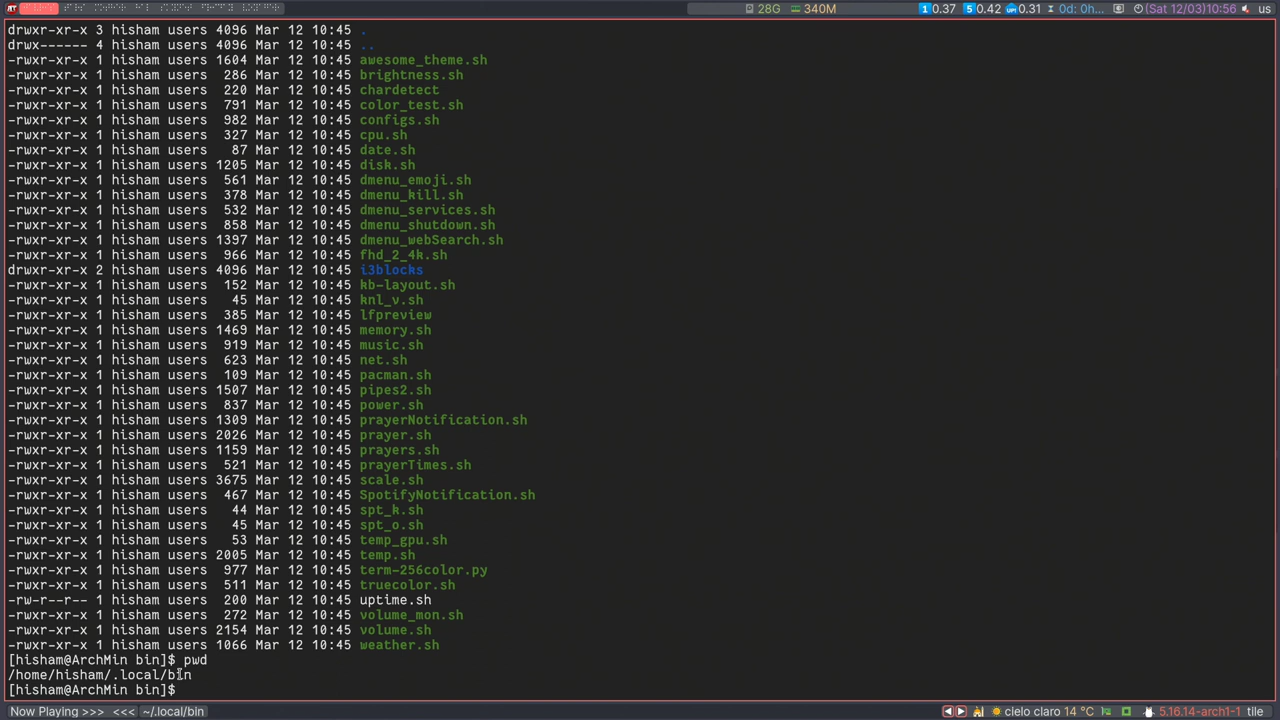 28G 340M 1 0.37 5 0.42 0.31 0d: 0h... (Sat 12/03)10:56 us
drwxr-xr-x 3 hisham users 4096 Mar 12 10:45 .
drwx------ 4 hisham users 4096 Mar 12 10:45 ..
-rwxr-xr-x 1 hisham users 1604 Mar 12 10:45 awesome_theme.sh
-rwxr-xr-x 1 hisham users  286 Mar 12 10:45 brightness.sh
-rwxr-xr-x 1 hisham users  220 Mar 12 10:45 chardetect
-rwxr-xr-x 1 hisham users  791 Mar 12 10:45 color_test.sh
-rwxr-xr-x 1 hisham users  982 Mar 12 10:45 configs.sh
-rwxr-xr-x 1 hisham users  327 Mar 12 10:45 cpu.sh
-rwxr-xr-x 1 hisham users   87 Mar 12 10:45 date.sh
-rwxr-xr-x 1 hisham users 1205 Mar 12 10:45 disk.sh
-rwxr-xr-x 1 hisham users  561 Mar 12 10:45 dmenu_emoji.sh
-rwxr-xr-x 1 hisham users  378 Mar 12 10:45 dmenu_kill.sh
-rwxr-xr-x 1 hisham users  532 Mar 12 10:45 dmenu_services.sh
-rwxr-xr-x 1 hisham users  858 Mar 12 10:45 dmenu_shutdown.sh
-rwxr-xr-x 1 hisham users 1397 Mar 12 10:45 dmenu_webSearch.sh
-rwxr-xr-x 1 hisham users  966 Mar 12 10:45 fhd_2_4k.sh
drwxr-xr-x 2 hisham users 4096 Mar 12 10:45 i3blocks
-rwxr-xr-x 1 hisham users  152 Mar 12 10:45 kb-layout.sh
-rwxr-xr-x 1 hisham users   45 Mar 12 10:45 knl_v.sh
-rwxr-xr-x 1 hisham users  385 Mar 12 10:45 lfpreview
-rwxr-xr-x 1 hisham users 1469 Mar 12 10:45 memory.sh
-rwxr-xr-x 1 hisham users  919 Mar 12 10:45 music.sh
-rwxr-xr-x 1 hisham users  623 Mar 12 10:45 net.sh
-rwxr-xr-x 1 hisham users  109 Mar 12 10:45 pacman.sh
-rwxr-xr-x 1 hisham users 1507 Mar 12 10:45 pipes2.sh
-rwxr-xr-x 1 hisham users  837 Mar 12 10:45 power.sh
-rwxr-xr-x 1 hisham users 1309 Mar 12 10:45 prayerNotification.sh
-rwxr-xr-x 1 hisham users 2026 Mar 12 10:45 prayer.sh
-rwxr-xr-x 1 hisham users 1159 Mar 12 10:45 prayers.sh
-rwxr-xr-x 1 hisham users  521 Mar 12 10:45 prayerTimes.sh
-rwxr-xr-x 1 hisham users 3675 Mar 12 10:45 scale.sh
-rwxr-xr-x 1 hisham users  467 Mar 12 10:45 SpotifyNotification.sh
-rwxr-xr-x 1 hisham users   44 Mar 12 10:45 spt_k.sh
-rwxr-xr-x 1 hisham users   45 Mar 12 10:45 spt_o.sh
-rwxr-xr-x 1 hisham users   53 Mar 12 10:45 temp_gpu.sh
-rwxr-xr-x 1 hisham users 2005 Mar 12 10:45 temp.sh
-rwxr-xr-x 1 hisham users  977 Mar 12 10:45 term-256color.py
-rwxr-xr-x 1 hisham users  511 Mar 12 10:45 truecolor.sh
-rw-r--r-- 1 hisham users  200 Mar 12 10:45 uptime.sh
-rwxr-xr-x 1 hisham users  272 Mar 12 10:45 volume_mon.sh
-rwxr-xr-x 1 hisham users 2154 Mar 12 10:45 volume.sh
-rwxr-xr-x 1 hisham users 1066 Mar 12 10:45 weather.sh
[hisham@ArchMin bin]$ pwd
/home/hisham/.local/bin
[hisham@ArchMin bin]$
Now Playing >>> <<< ~/.local/bin cielo claro 14 °C 5.16.14-arch1-1 tile